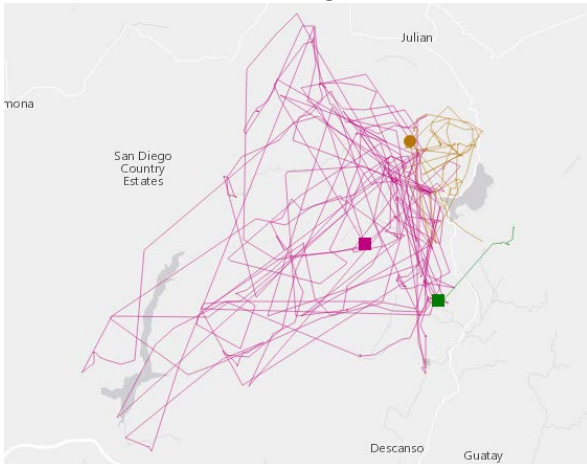 Julian
mona
San Diego
Country
Estates
Descanso
Guatay